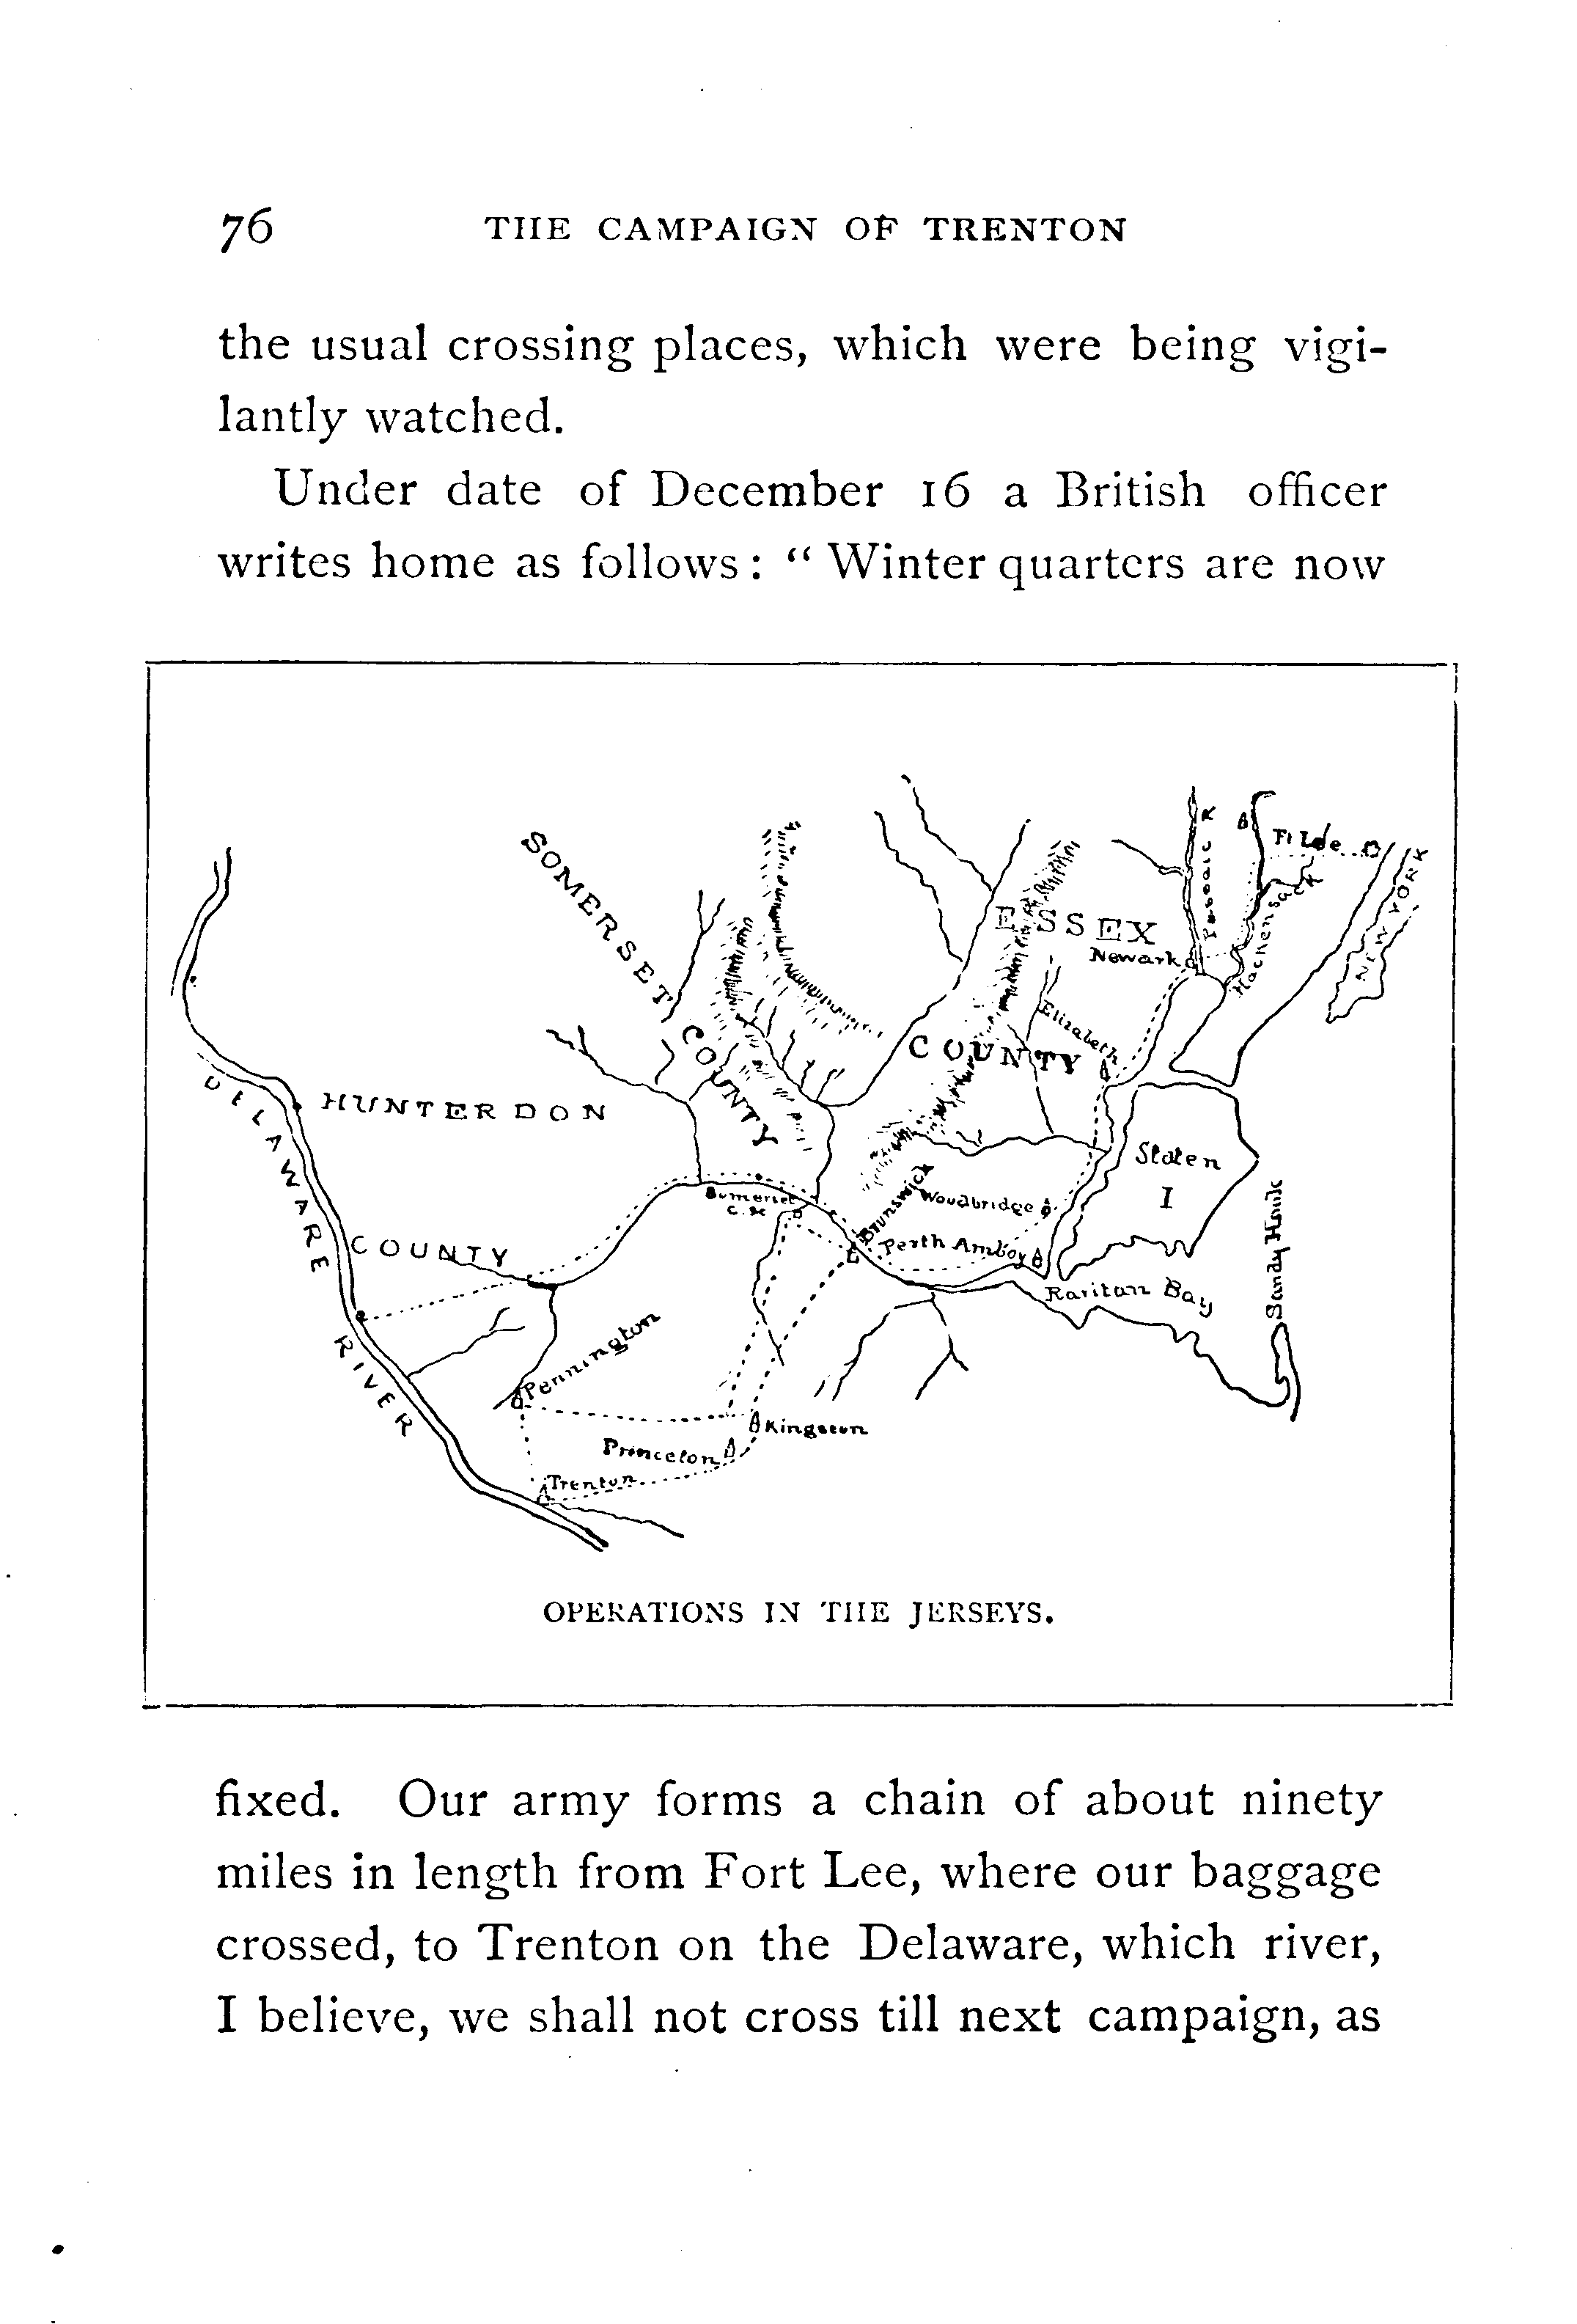 76 THE CAMPAIGN OF TRENTON
the usual crossing places, which were being vigi-
lantly watched.
Under date of December 16 a British officer
writes home as follows: “ Winter quarters are now
SOMERSET COUNTY
ESSEX
COUNTY
Passaic R
Ft Lee
Hackensack
NEW YORK
Newark
Elizabeth
HUNTERDON
COUNTY
DELAWARE
RIVER
Somerset
C. H
Brunswick
Woodbridge
Perth Amboy
Staten
I
Raritan Bay
Sandy Hook
Pennington
Kingston
Princeton
Trenton
OPERATIONS IN THE JERSEYS.
fixed. Our army forms a chain of about ninety
miles in length from Fort Lee, where our baggage
crossed, to Trenton on the Delaware, which river,
I believe, we shall not cross till next campaign, as